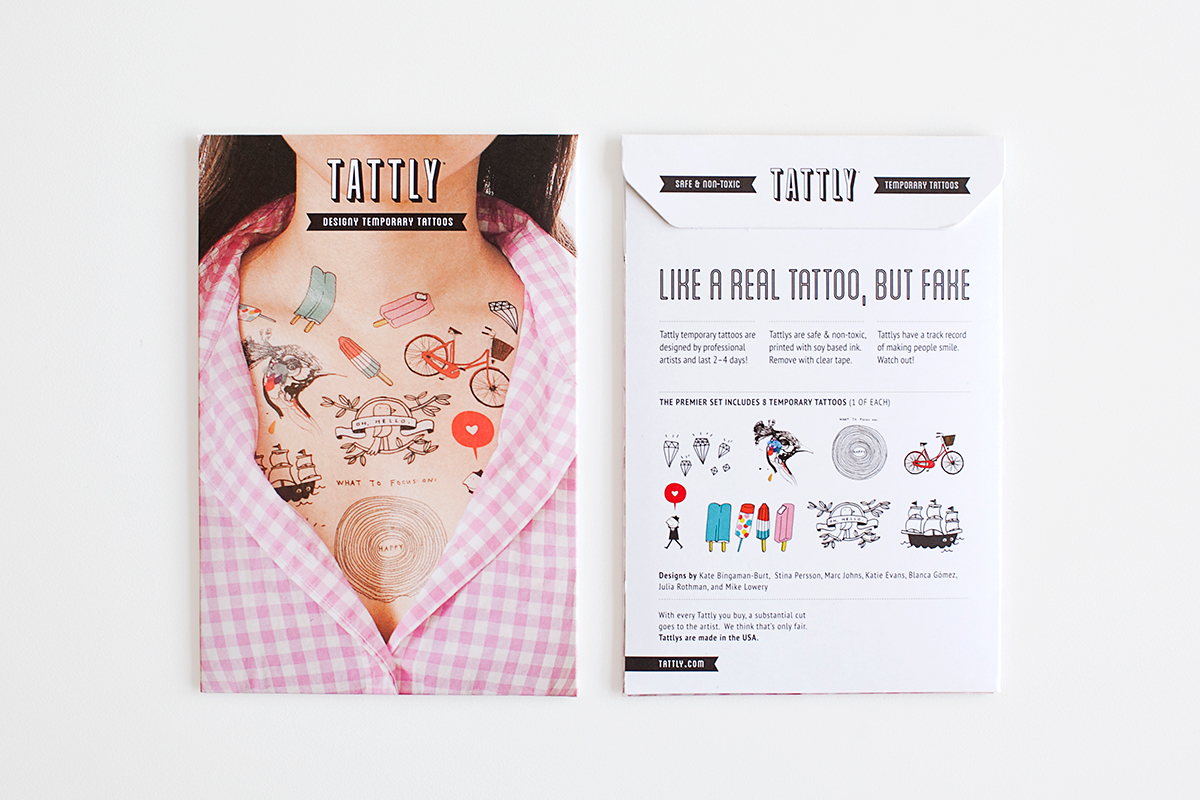 TATTLY™
DESIGNY TEMPORARY TATTOOS
OH, HELLO.
WHAT TO FOCUS ON:
HAPPY
SAFE & NON-TOXIC
TATTLY™
TEMPORARY TATTOOS
LIKE A REAL TATTOO, BUT FAKE
Tattly temporary tattoos are
designed by professional
artists and last 2–4 days!
Tattlys are safe & non-toxic,
printed with soy based ink.
Remove with clear tape.
Tattlys have a track record
of making people smile.
Watch out!
THE PREMIER SET INCLUDES 8 TEMPORARY TATTOOS (1 OF EACH)
WHAT TO FOCUS ON:
HAPPY
OH, HELLO.
Designs by Kate Bingaman-Burt, Stina Persson, Marc Johns, Katie Evans, Blanca Gómez,
Julia Rothman, and Mike Lowery
With every Tattly you buy, a substantial cut
goes to the artist. We think that's only fair.
Tattlys are made in the USA.
TATTLY.COM